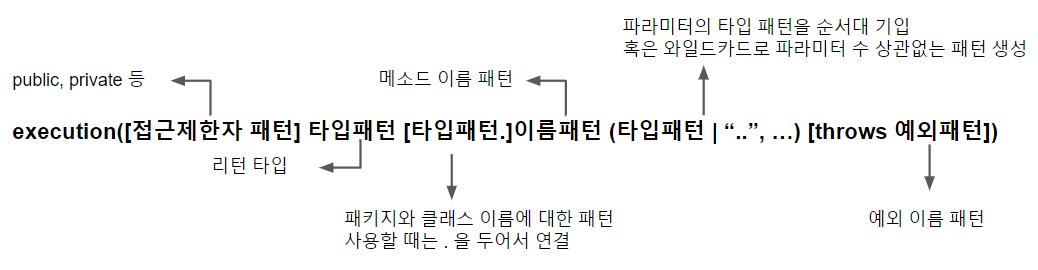 파라미터의 타입 패턴을 순서대 기입
혹은 와일드카드로 파라미터 수 상관없는 패턴 생성
public, private 등
메소드 이름 패턴
execution([접근제한자 패턴] 타입패턴 [타입패턴.]이름패턴 (타입패턴 | “..”, …) [throws 예외패턴])
리턴 타입
패키지와 클래스 이름에 대한 패턴
사용할 때는 . 을 두어서 연결
예외 이름 패턴